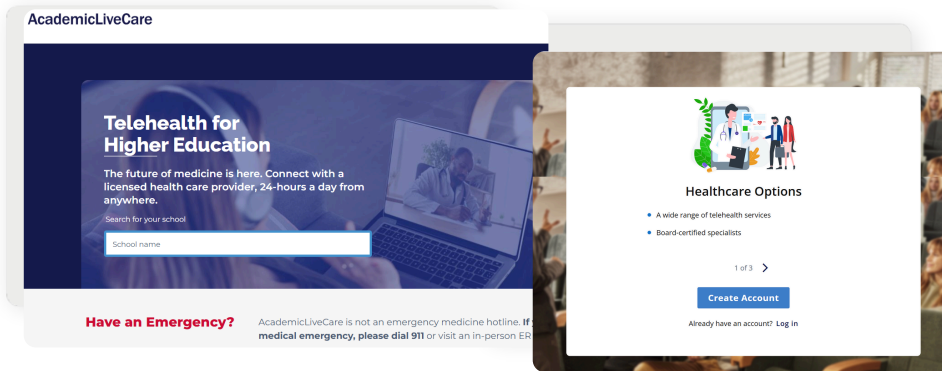 AcademicLiveCare
Telehealth for
Higher Education
The future of medicine is here. Connect with a
licensed health care provider, 24-hours a day from
anywhere.
Search for your school
School name
Have an Emergency?
AcademicLiveCare is not an emergency medicine hotline. If
medical emergency, please dial 911 or visit an in-person ER
Healthcare Options
A wide range of telehealth services
Board-certified specialists
1 of 3
Create Account
Already have an account? Log in